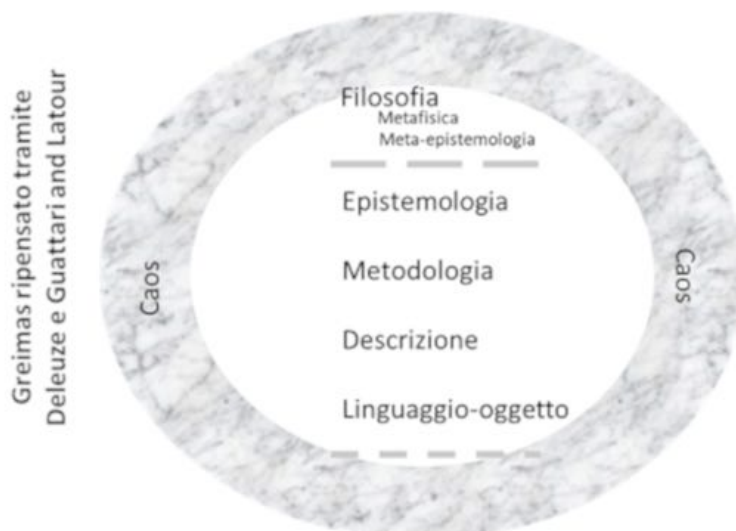 Greimas ripensato tramite
Deleuze e Guattari and Latour
Filosofia
Metafisica
Meta-epistemologia
Epistemologia
Caos
Metodologia
Caos
Descrizione
Linguaggio-oggetto